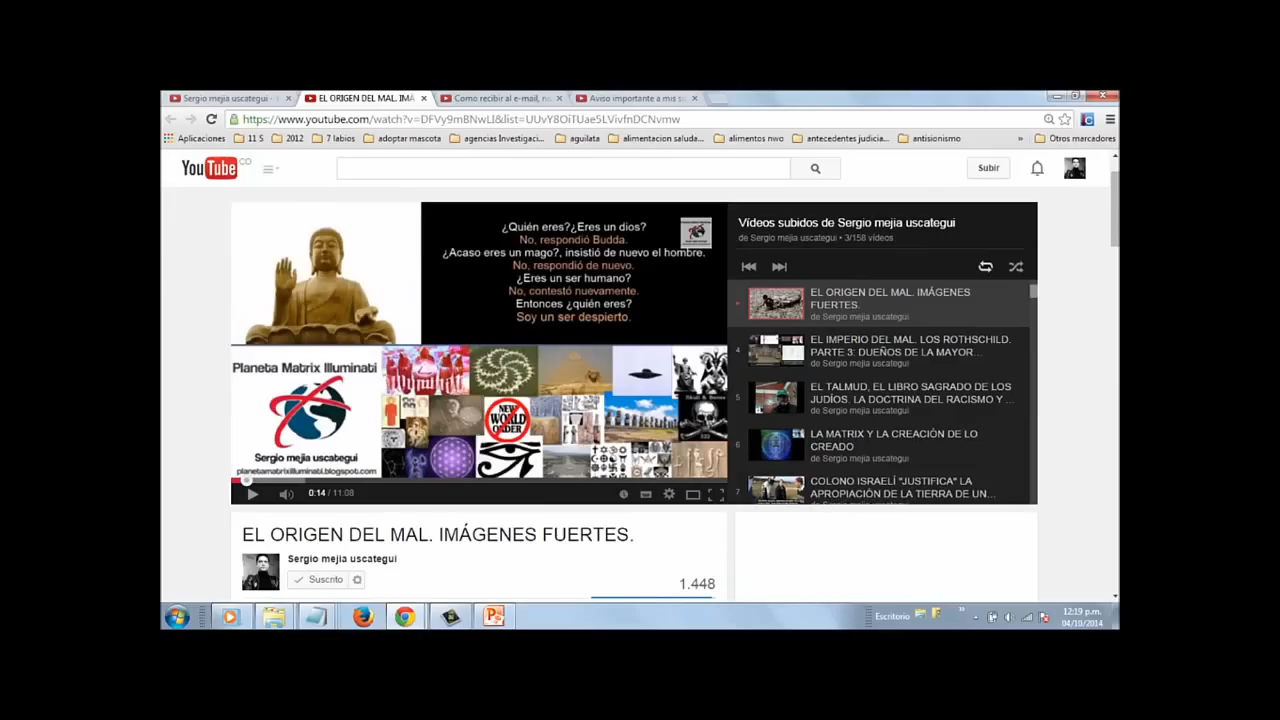 Sergio mejia uscategui -
EL ORIGEN DEL MAL. IMÁ
Como recibir al e-mail, n
Aviso importante a mis s
https://www.youtube.com/watch?v=DFVy9mBNwLI&list=UUvY8OiTUae5LVivfnDCNvmw
Aplicaciones 11 S 2012 7 labios adoptar mascota agencias Investigaci... aguilata alimentacion saluda... alimentos nwo antecedentes judicia... antisionismo » Otros marcadores
YouTube CO
Subir
¿Quién eres?¿Eres un dios?
No, respondió Budda.
¿Acaso eres un mago?, insistió de nuevo el hombre.
No, respondió de nuevo.
¿Eres un ser humano?
No, contestó nuevamente.
Entonces ¿quién eres?
Soy un ser despierto.
Planeta Matrix Illuminati
Sergio mejia uscategui
planetamatrixilluminati.blogspot.com
NEW
WORLD
ORDER
Skull & Bones
322
0:14 / 11:08
Vídeos subidos de Sergio mejia uscategui
de Sergio mejia uscategui • 3/158 vídeos
EL ORIGEN DEL MAL. IMÁGENES
FUERTES.
de Sergio mejia uscategui
4
EL IMPERIO DEL MAL. LOS ROTHSCHILD.
PARTE 3: DUEÑOS DE LA MAYOR...
de Sergio mejia uscategui
5
EL TALMUD, EL LIBRO SAGRADO DE LOS
JUDÍOS. LA DOCTRINA DEL RACISMO Y ...
de Sergio mejia uscategui
6
LA MATRIX Y LA CREACIÓN DE LO
CREADO
de Sergio mejia uscategui
7
COLONO ISRAELÍ "JUSTIFICA" LA
APROPIACIÓN DE LA TIERRA DE UN...
de Sergio mejia uscategui
EL ORIGEN DEL MAL. IMÁGENES FUERTES.
Sergio mejia uscategui
Suscrito
1.448
Escritorio
»
12:19 p.m.
04/10/2014